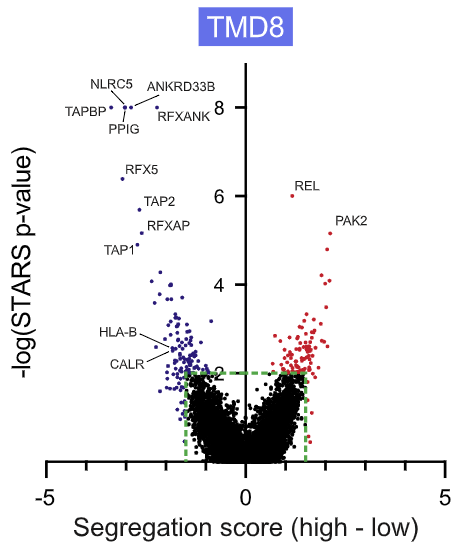 TMD8
NLRC5
ANKRD33B
TAPBP
PPIG
RFXANK
8
RFX5
REL
6
TAP2
RFXAP
PAK2
TAP1
4
HLA-B
CALR
2
-log(STARS p-value)
-5
0
5
Segregation score (high - low)